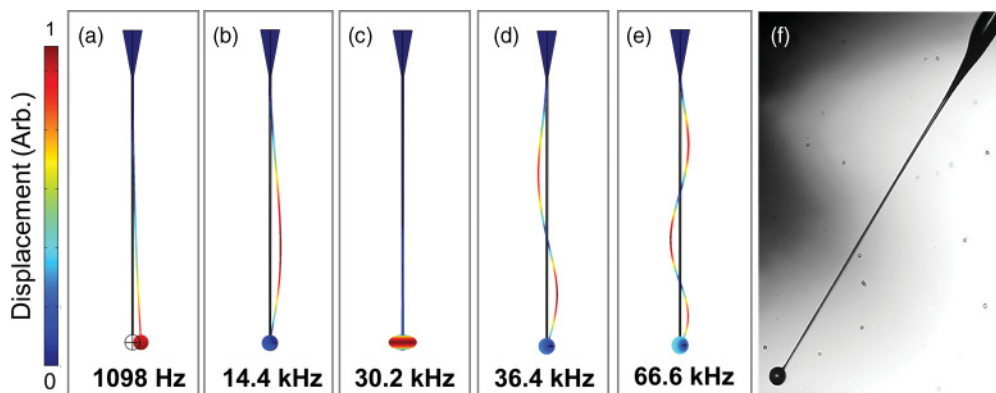 1
Displacement (Arb.)
0
(a)
1098 Hz
(b)
14.4 kHz
(c)
30.2 kHz
(d)
36.4 kHz
(e)
66.6 kHz
(f)